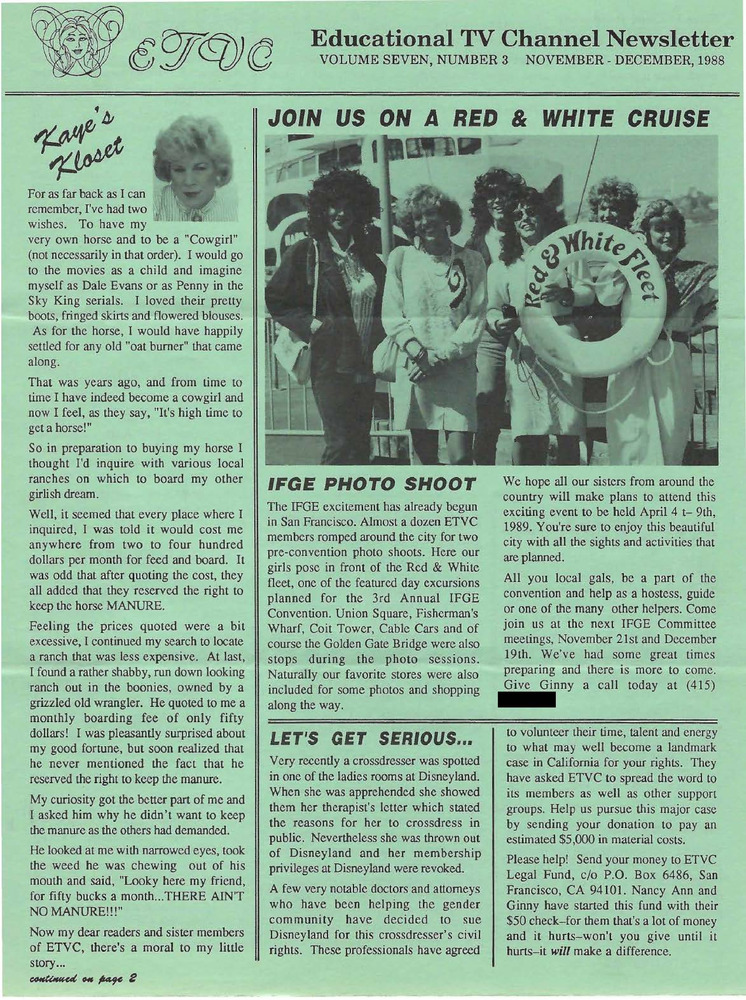 ETVC
Educational TV Channel Newsletter
VOLUME SEVEN, NUMBER 3 NOVEMBER - DECEMBER, 1988
Kaye's
Kloset
For as far back as I can
remember, I've had two
wishes. To have my
very own horse and to be a "Cowgirl"
(not necessarily in that order). I would go
to the movies as a child and imagine
myself as Dale Evans or as Penny in the
Sky King serials. I loved their pretty
boots, fringed skirts and flowered blouses.
As for the horse, I would have happily
settled for any old "oat burner" that came
along.
That was years ago, and from time to
time I have indeed become a cowgirl and
now I feel, as they say, "It's high time to
get a horse!"
So in preparation to buying my horse I
thought I'd inquire with various local
ranches on which to board my other
girlish dream.
Well, it seemed that every place where I
inquired, I was told it would cost me
anywhere from two to four hundred
dollars per month for feed and board. It
was odd that after quoting the cost, they
all added that they reserved the right to
keep the horse MANURE.
Feeling the prices quoted were a bit
excessive, I continued my search to locate
a ranch that was less expensive. At last,
I found a rather shabby, run down looking
ranch out in the boonies, owned by a
grizzled old wrangler. He quoted to me a
monthly boarding fee of only fifty
dollars! I was pleasantly surprised about
my good fortune, but soon realized that
he never mentioned the fact that he
reserved the right to keep the manure.
My curiosity got the better part of me and
I asked him why he didn't want to keep
the manure as the others had demanded.
He looked at me with narrowed eyes, took
the weed he was chewing out of his
mouth and said, "Looky here my friend,
for fifty bucks a month...THERE AIN'T
NO MANURE!!!"
Now my dear readers and sister members
of ETVC, there's a moral to my little
story...
continued on page 2
JOIN US ON A RED & WHITE CRUISE
Red & White Fleet
IFGE PHOTO SHOOT
The IFGE excitement has already begun
in San Francisco. Almost a dozen ETVC
members romped around the city for two
pre-convention photo shoots. Here our
girls pose in front of the Red & White
fleet, one of the featured day excursions
planned for the 3rd Annual IFGE
Convention. Union Square, Fisherman's
Wharf, Coit Tower, Cable Cars and of
course the Golden Gate Bridge were also
stops during the photo sessions.
Naturally our favorite stores were also
included for some photos and shopping
along the way.
We hope all our sisters from around the
country will make plans to attend this
exciting event to be held April 4 t- 9th,
1989. You're sure to enjoy this beautiful
city with all the sights and activities that
are planned.
All you local gals, be a part of the
convention and help as a hostess, guide
or one of the many other helpers. Come
join us at the next IFGE Committee
meetings, November 21st and December
19th. We've had some great times
preparing and there is more to come.
Give Ginny a call today at (415)
LET'S GET SERIOUS...
Very recently a crossdresser was spotted
in one of the ladies rooms at Disneyland.
When she was apprehended she showed
them her therapist's letter which stated
the reasons for her to crossdress in
public. Nevertheless she was thrown out
of Disneyland and her membership
privileges at Disneyland were revoked.
A few very notable doctors and attorneys
who have been helping the gender
community have decided to sue
Disneyland for this crossdresser's civil
rights. These professionals have agreed
to volunteer their time, talent and energy
to what may well become a landmark
case in California for your rights. They
have asked ETVC to spread the word to
its members as well as other support
groups. Help us pursue this major case
by sending your donation to pay an
estimated $5,000 in material costs.
Please help! Send your money to ETVC
Legal Fund, c/o P.O. Box 6486, San
Francisco, CA 94101. Nancy Ann and
Ginny have started this fund with their
$50 check–for them that's a lot of money
and it hurts–won't you give until it
hurts–it will make a difference.